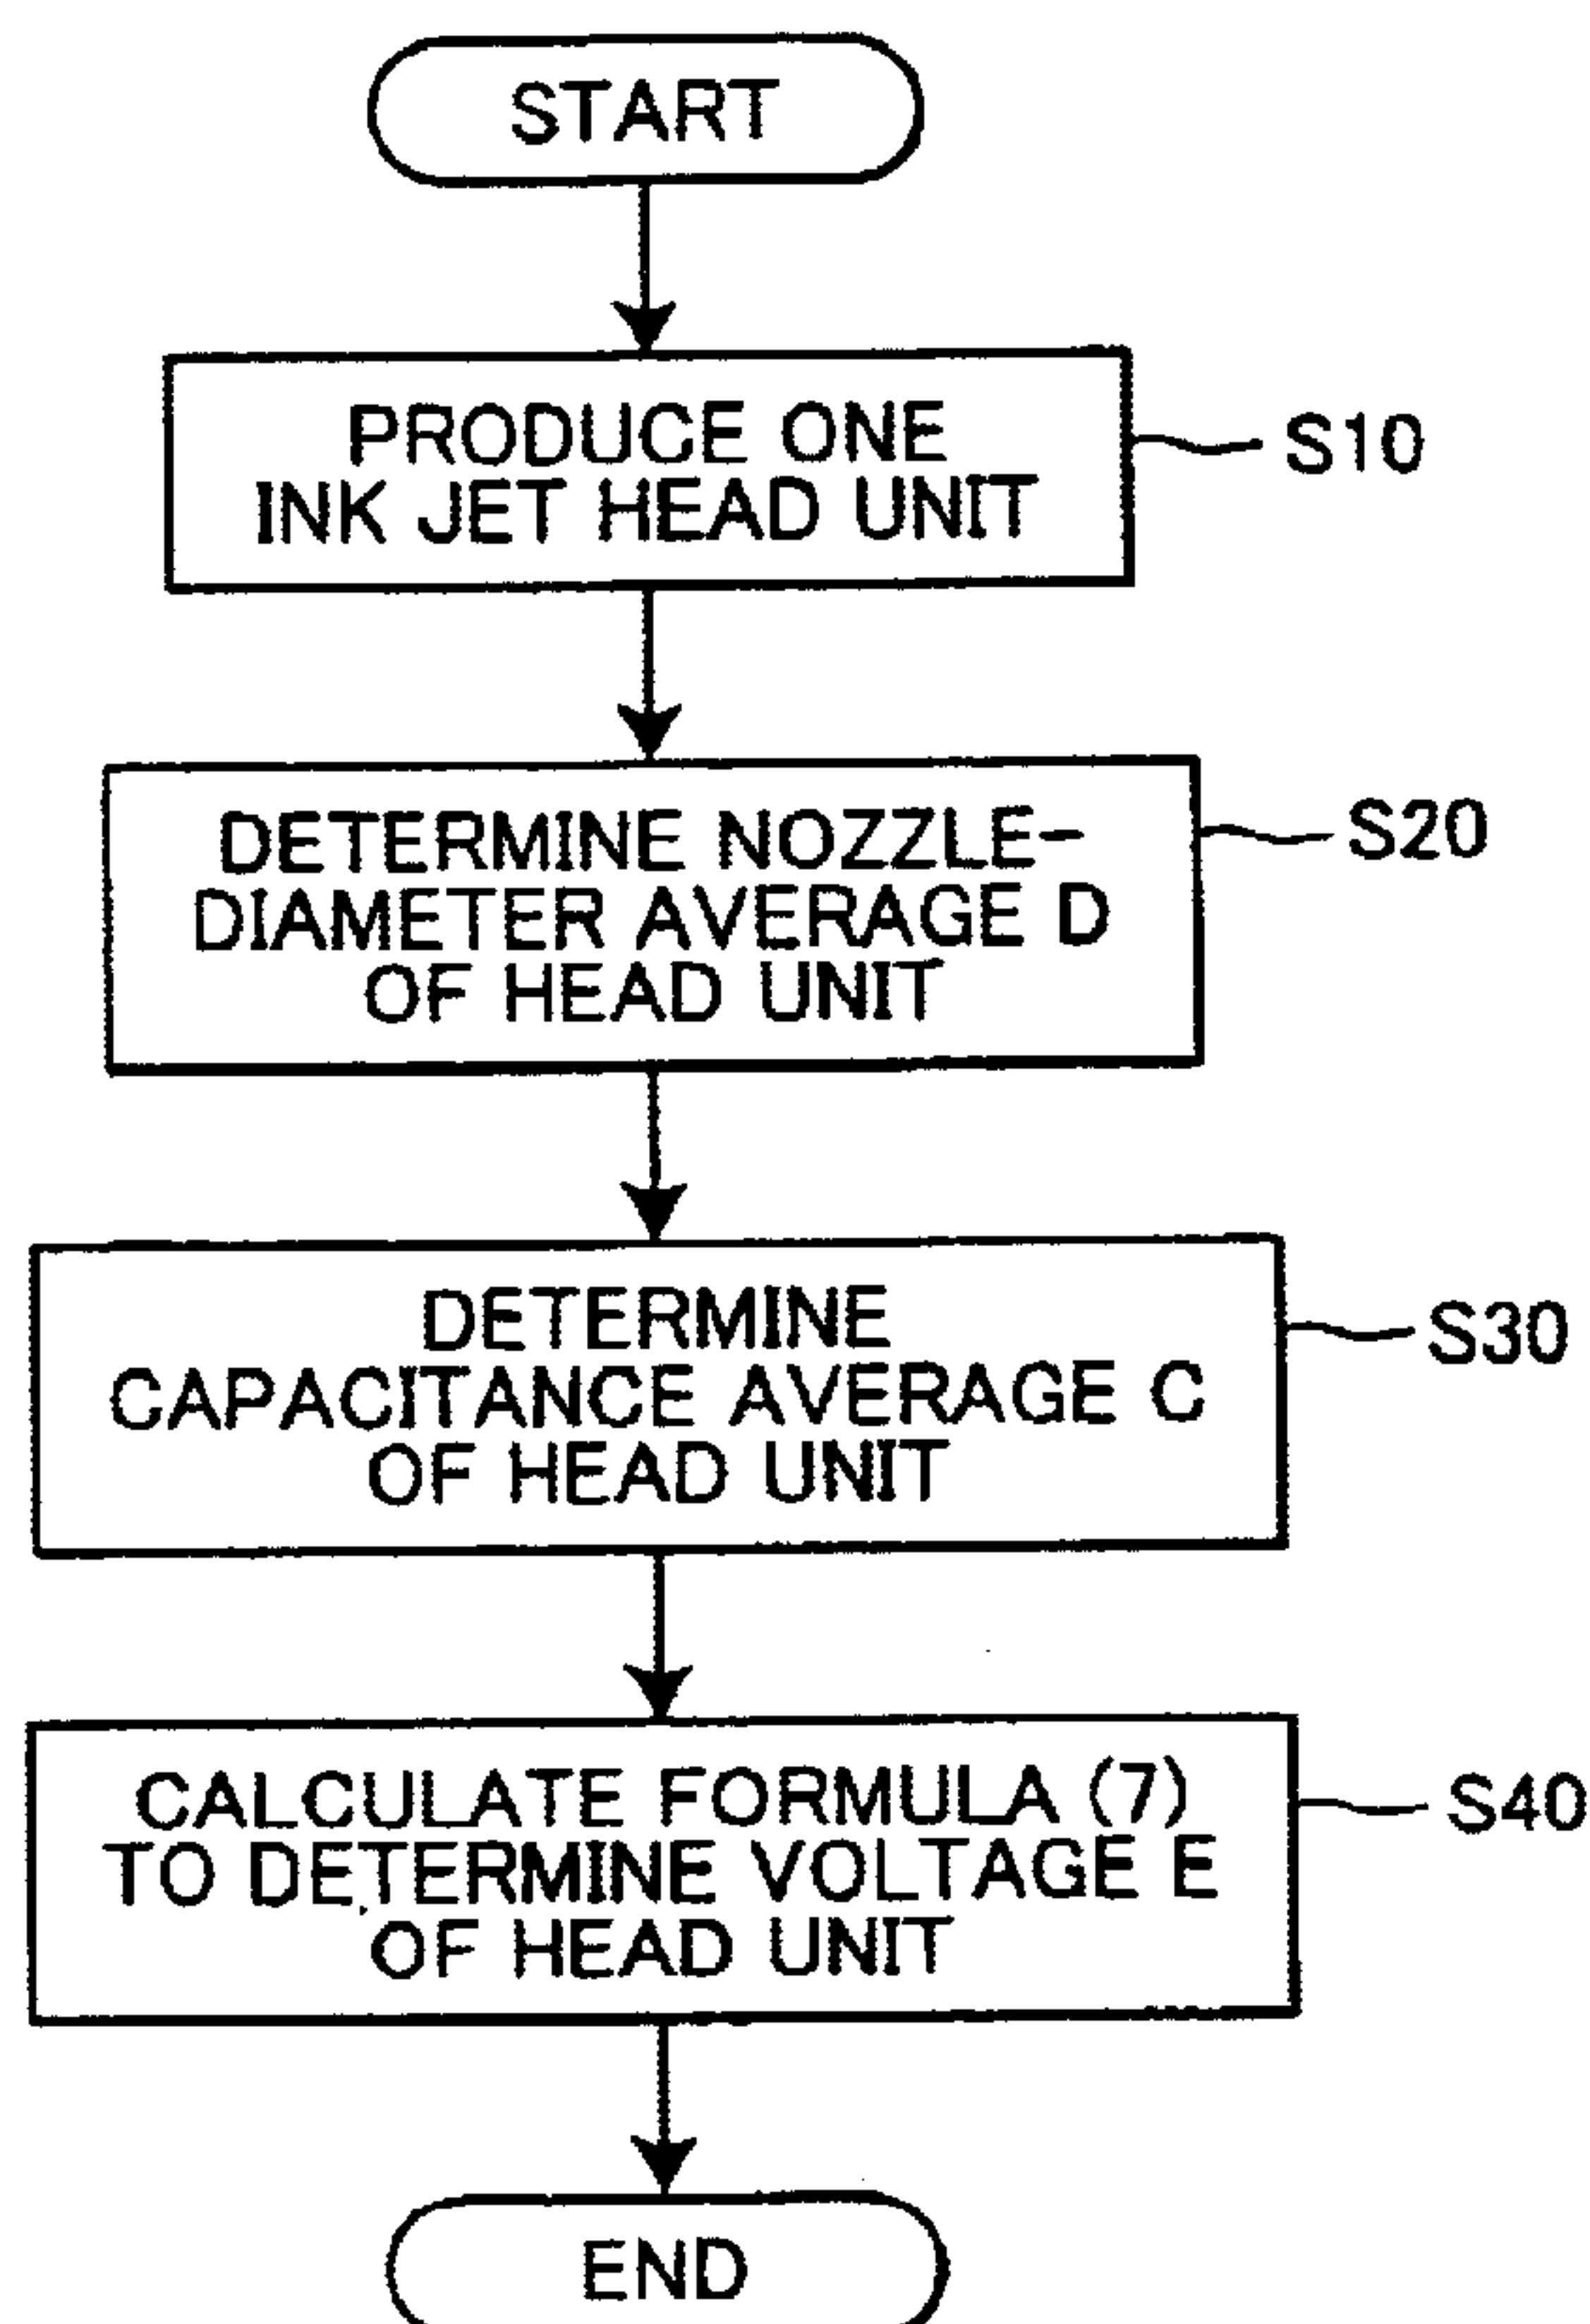 START
PRODUCE ONE
INK JET HEAD UNIT
S10
DETERMINE NOZZLE-
DIAMETER AVERAGE D
OF HEAD UNIT
S20
DETERMINE
CAPACITANCE AVERAGE C
OF HEAD UNIT
S30
CALCULATE FORMULA (7)
TO DETERMINE VOLTAGE E
OF HEAD UNIT
S40
END